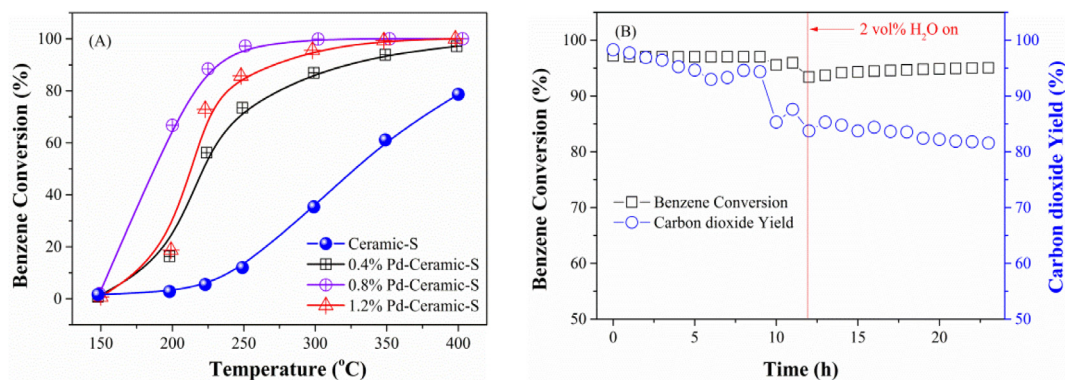 (A)
Benzene Conversion (%)
100
80
60
40
20
0
Ceramic-S
0.4% Pd-Ceramic-S
0.8% Pd-Ceramic-S
1.2% Pd-Ceramic-S
150 200 250 300 350 400
Temperature (°C)
(B)
2 vol% H₂O on
Benzene Conversion (%)
100
90
80
70
60
50
Benzene Conversion
Carbon dioxide Yield
0 5 10 15 20
Time (h)
100
90
80
70
60
50
Carbon dioxide Yield (%)